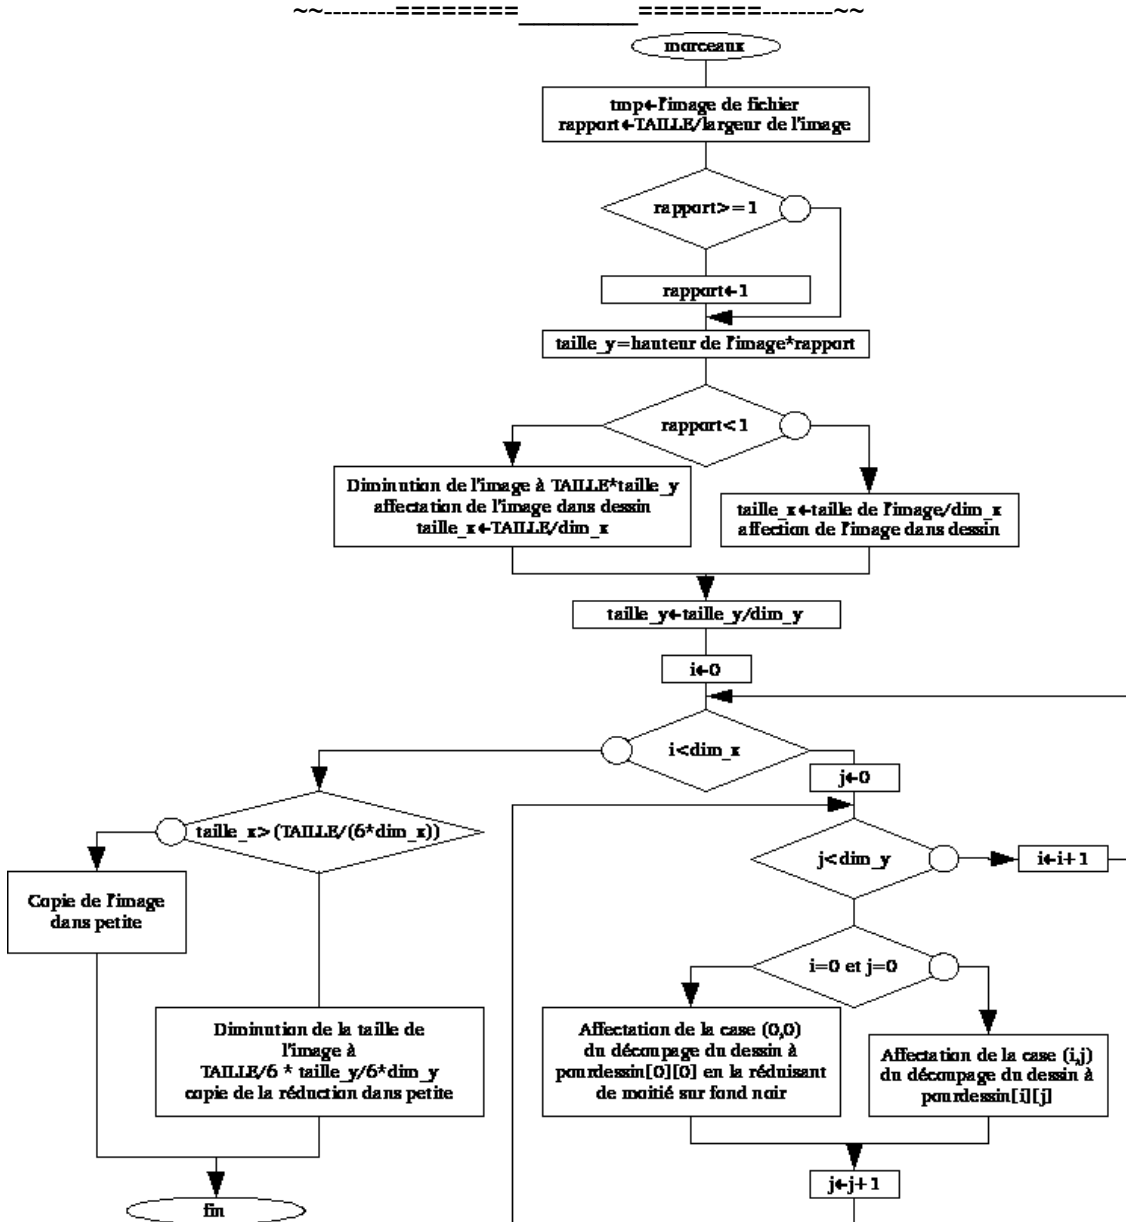 ~~--------========________========--------~~
morceaux
tmp←l'image de fichier
rapport←TAILLE/largeur de l'image
rapport>=1
rapport←1
taille_y=hauteur de l'image*rapport
rapport<1
Diminution de l'image à TAILLE*taille_y
affectation de l'image dans dessin
taille_x←TAILLE/dim_x
taille_x←taille de l'image/dim_x
affection de l'image dans dessin
taille_y←taille_y/dim_y
i←0
i<dim_x
j←0
taille_x>(TAILLE/(6*dim_x))
j<dim_y
i←i+1
Copie de l'image
dans petite
i=0 et j=0
Diminution de la taille de
l'image à
TAILLE/6 * taille_y/6*dim_y
copie de la réduction dans petite
Affectation de la case (0,0)
du découpage du dessin à
pourdessin[0][0] en la réduisant
de moitié sur fond noir
Affectation de la case (i,j)
du découpage du dessin à
pourdessin[i][j]
j←j+1
fin